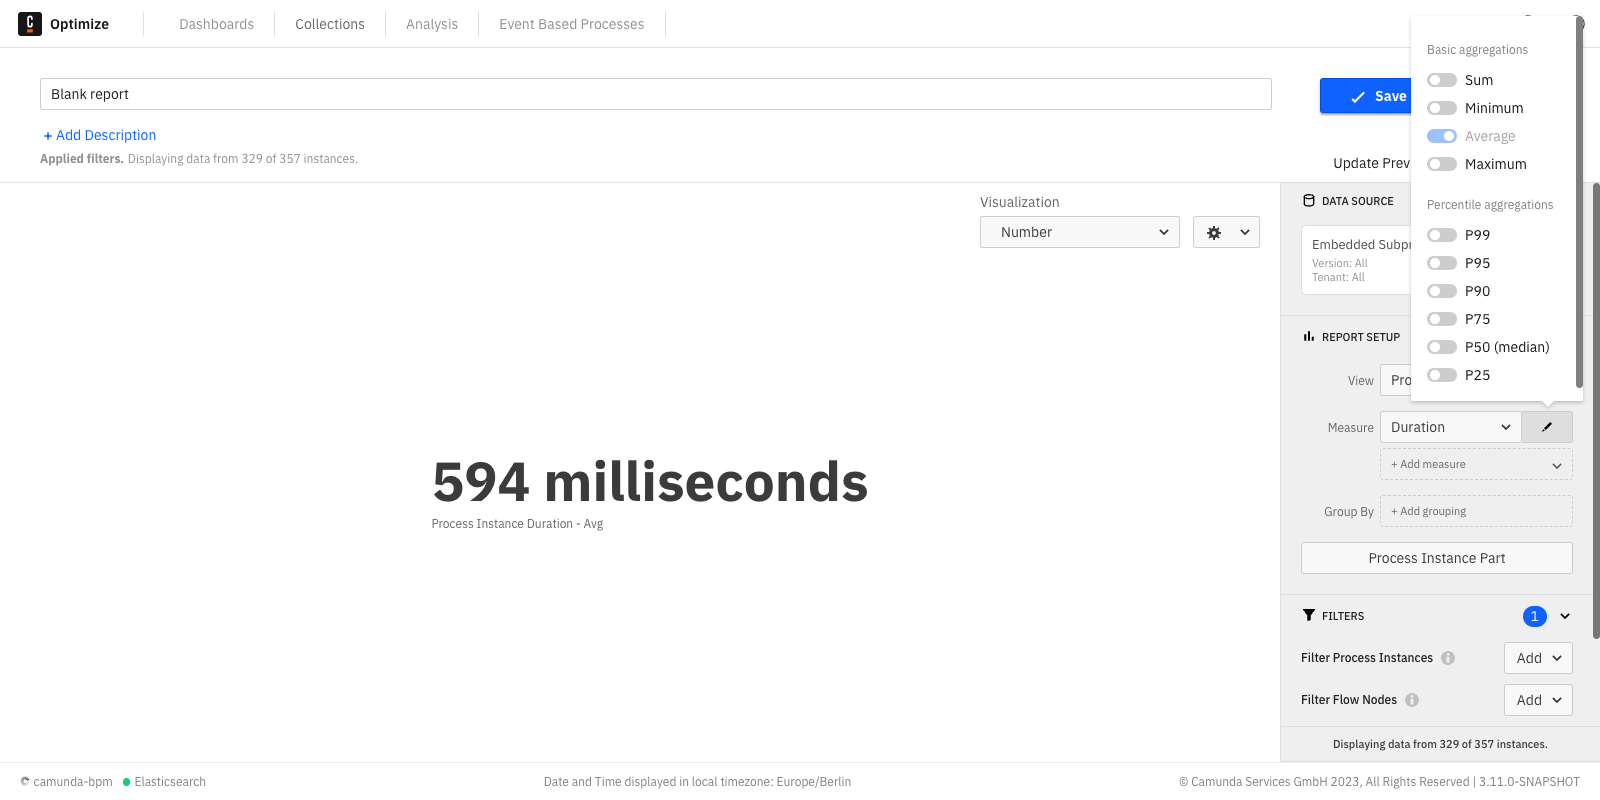 Optimize
Dashboards
Collections
Analysis
Event Based Processes
Blank report
Save
+ Add Description
Applied filters. Displaying data from 329 of 357 instances.
Visualization
Number
594 milliseconds
Process Instance Duration - Avg
Basic aggregations
Sum
Minimum
Average
Maximum
Percentile aggregations
P99
P95
P90
P75
P50 (median)
P25
Update Prev
DATA SOURCE
Embedded Subpr
Version: All
Tenant: All
REPORT SETUP
View Pro
Measure Duration
+ Add measure
Group By + Add grouping
Process Instance Part
FILTERS 1
Filter Process Instances Add
Filter Flow Nodes Add
Displaying data from 329 of 357 instances.
camunda-bpm Elasticsearch
Date and Time displayed in local timezone: Europe/Berlin
© Camunda Services GmbH 2023, All Rights Reserved | 3.11.0-SNAPSHOT